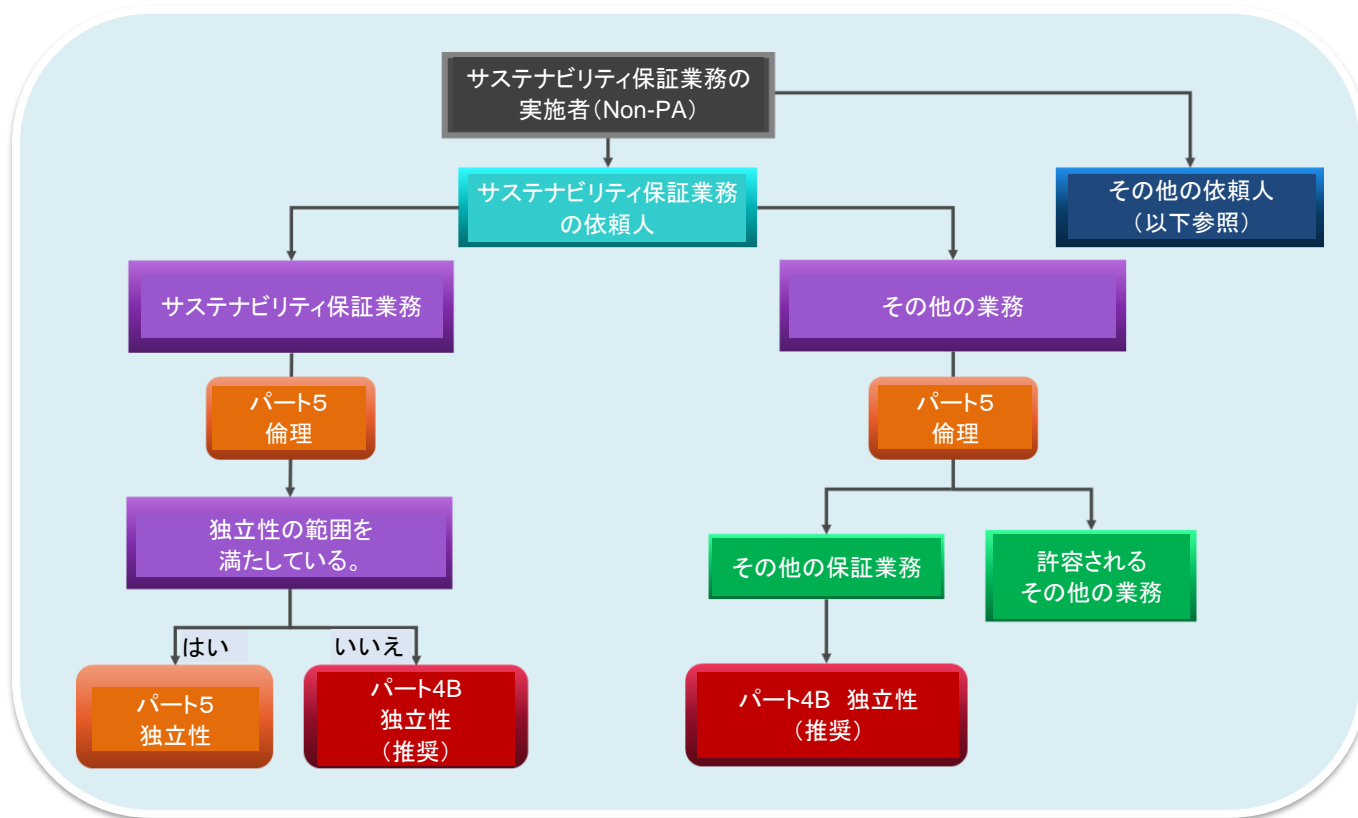 サステナビリティ保証業務の
実施者（Non-PA）
サステナビリティ保証業務
の依頼人
その他の依頼人
（以下参照）
サステナビリティ保証業務
その他の業務
パート５
倫理
パート５
倫理
独立性の範囲を
満たしている。
その他の保証業務
許容される
その他の業務
はい
いいえ
パート５
独立性
パート4B
独立性
（推奨）
パート4B 独立性
（推奨）